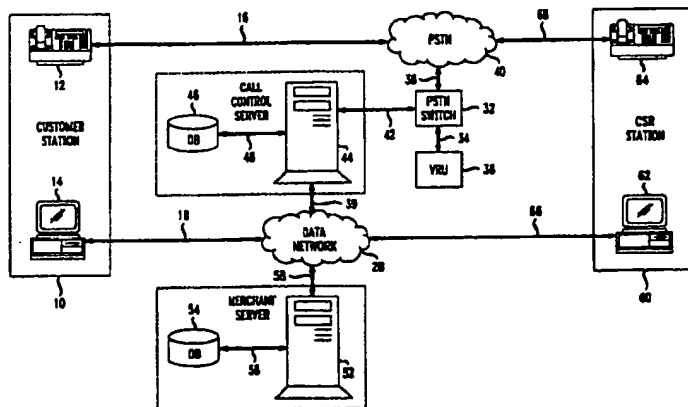 16
PSTN
68
12
40
64
38
CALL
CONTROL
SERVER
46
DB
48
44
42
PSTN
SWITCH
32
34
VRU
36
CUSTOMER
STATION
CSR
STATION
14
62
39
18
DATA
NETWORK
28
66
10
60
58
MERCHANT
SERVER
54
DB
56
52